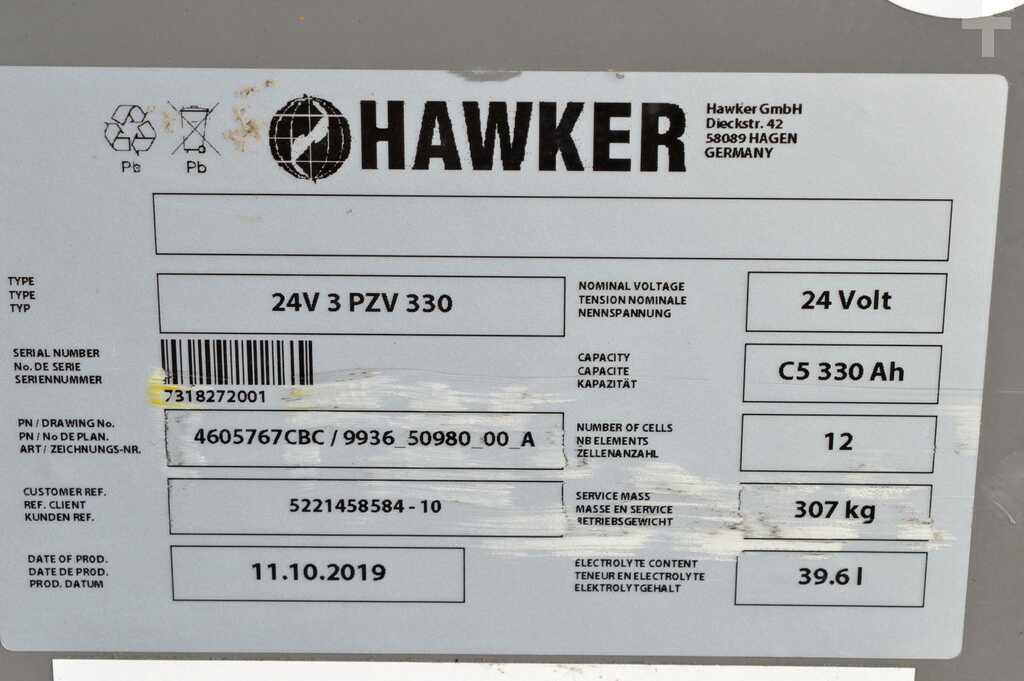 T
HAWKER
Hawker GmbH
Dieckstr. 42
58089 HAGEN
GERMANY
Pb Pb
TYPE
TYPE
TYP
24V 3 PZV 330
NOMINAL VOLTAGE
TENSION NOMINALE
NENNSPANNUNG
24 Volt
SERIAL NUMBER
No. DE SERIE
SERIENNUMMER
7318272001
CAPACITY
CAPACITE
KAPAZITÄT
C5 330 Ah
PN / DRAWING No.
PN / No DE PLAN.
ART / ZEICHNUNGS-NR.
4605767CBC / 9936_50980_00_A
NUMBER OF CELLS
NB ELEMENTS
ZELLENANZAHL
12
CUSTOMER REF.
REF. CLIENT
KUNDEN REF.
5221458584 - 10
SERVICE MASS
MASSE EN SERVICE
BETRIEBSGEWICHT
307 kg
DATE OF PROD.
DATE DE PROD.
PROD. DATUM
11.10.2019
ELECTROLYTE CONTENT
TENEUR EN ELECTROLYTE
ELEKTROLYTGEHALT
39.6 l